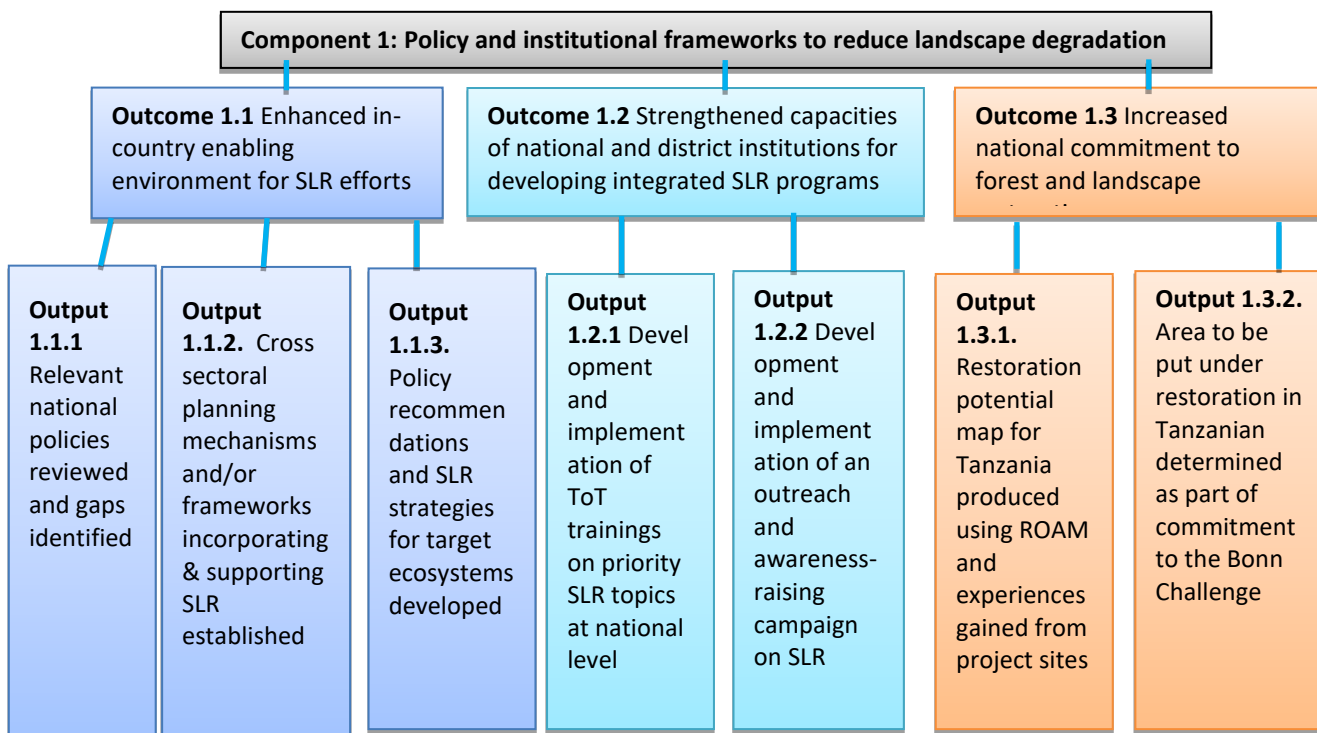 Component 1: Policy and institutional frameworks to reduce landscape degradation
Outcome 1.1 Enhanced in-
country enabling
environment for SLR efforts
Outcome 1.2 Strengthened capacities
of national and district institutions for
developing integrated SLR programs
Outcome 1.3 Increased
national commitment to
forest and landscape
Output
1.1.1
Relevant
national
policies
reviewed
and gaps
identified
Output
1.1.2. Cross
sectoral
planning
mechanisms
and/or
frameworks
incorporating
& supporting
SLR
established
Output
1.1.3.
Policy
recommen
dations
and SLR
strategies
for target
ecosystems
developed
Output
1.2.1 Devel
opment
and
implement
ation of
ToT
trainings
on priority
SLR topics
at national
level
Output
1.2.2 Devel
opment
and
implement
ation of an
outreach
and
awareness-
raising
campaign
on SLR
Output
1.3.1.
Restoration
potential
map for
Tanzania
produced
using ROAM
and
experiences
gained from
project sites
Output 1.3.2.
Area to be
put under
restoration in
Tanzanian
determined
as part of
commitment
to the Bonn
Challenge